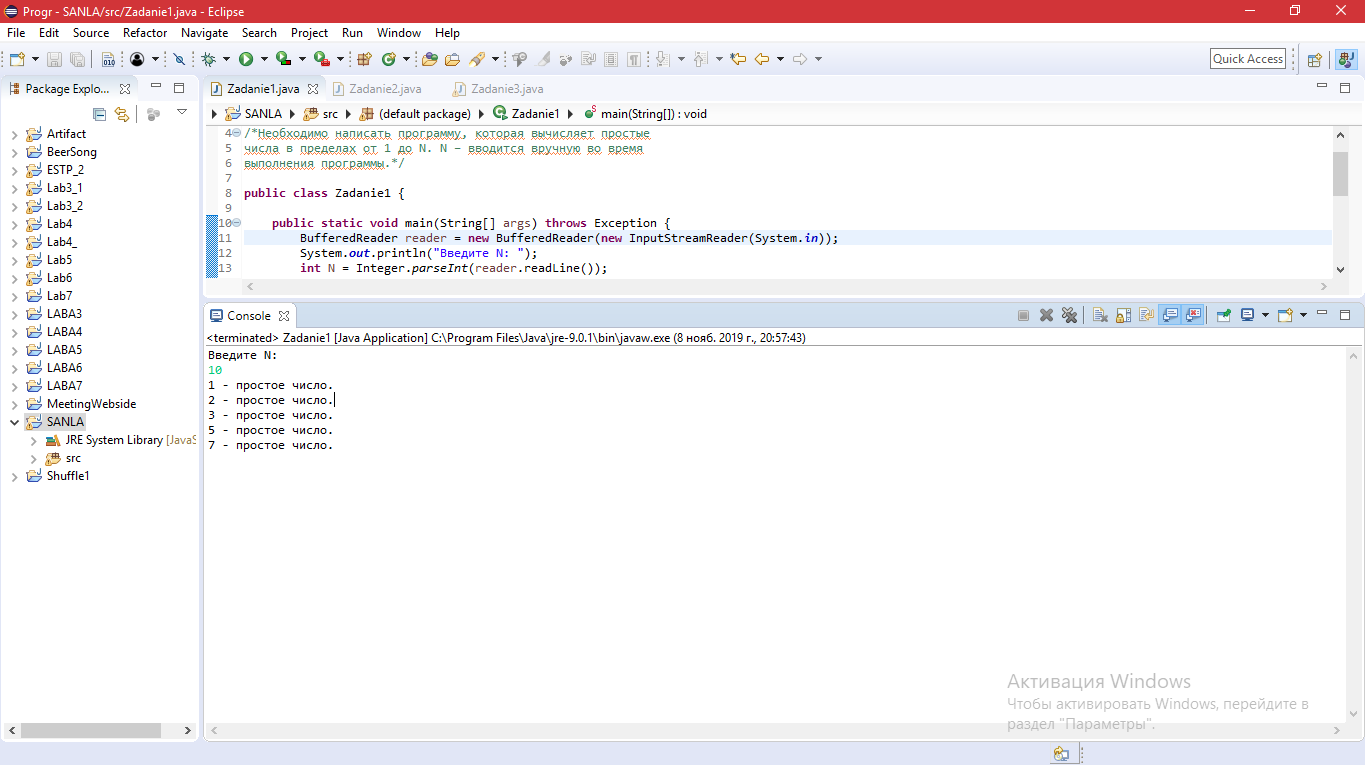 Progr - SANLA/src/Zadanie1.java - Eclipse
File Edit Source Refactor Navigate Search Project Run Window Help
Quick Access
Package Explo...
Zadanie1.java Zadanie2.java Zadanie3.java
SANLA src (default package) Zadanie1 main(String[]) : void
Artifact
BeerSong
ESTP_2
Lab3_1
Lab3_2
Lab4
Lab4_
Lab5
Lab6
Lab7
LABA3
LABA4
LABA5
LABA6
LABA7
MeetingWebside
SANLA
JRE System Library [JavaS
src
Shuffle1
4 /*Необходимо написать программу, которая вычисляет простые
5 числа в пределах от 1 до N. N – вводится вручную во время
6 выполнения программы.*/
7
8 public class Zadanie1 {
9
10 public static void main(String[] args) throws Exception {
11 BufferedReader reader = new BufferedReader(new InputStreamReader(System.in));
12 System.out.println("Введите N: ");
13 int N = Integer.parseInt(reader.readLine());
Console
<terminated> Zadanie1 [Java Application] C:\Program Files\Java\jre-9.0.1\bin\javaw.exe (8 нояб. 2019 г., 20:57:43)
Введите N:
10
1 - простое число.
2 - простое число.
3 - простое число.
5 - простое число.
7 - простое число.
Активация Windows
Чтобы активировать Windows, перейдите в
раздел "Параметры".